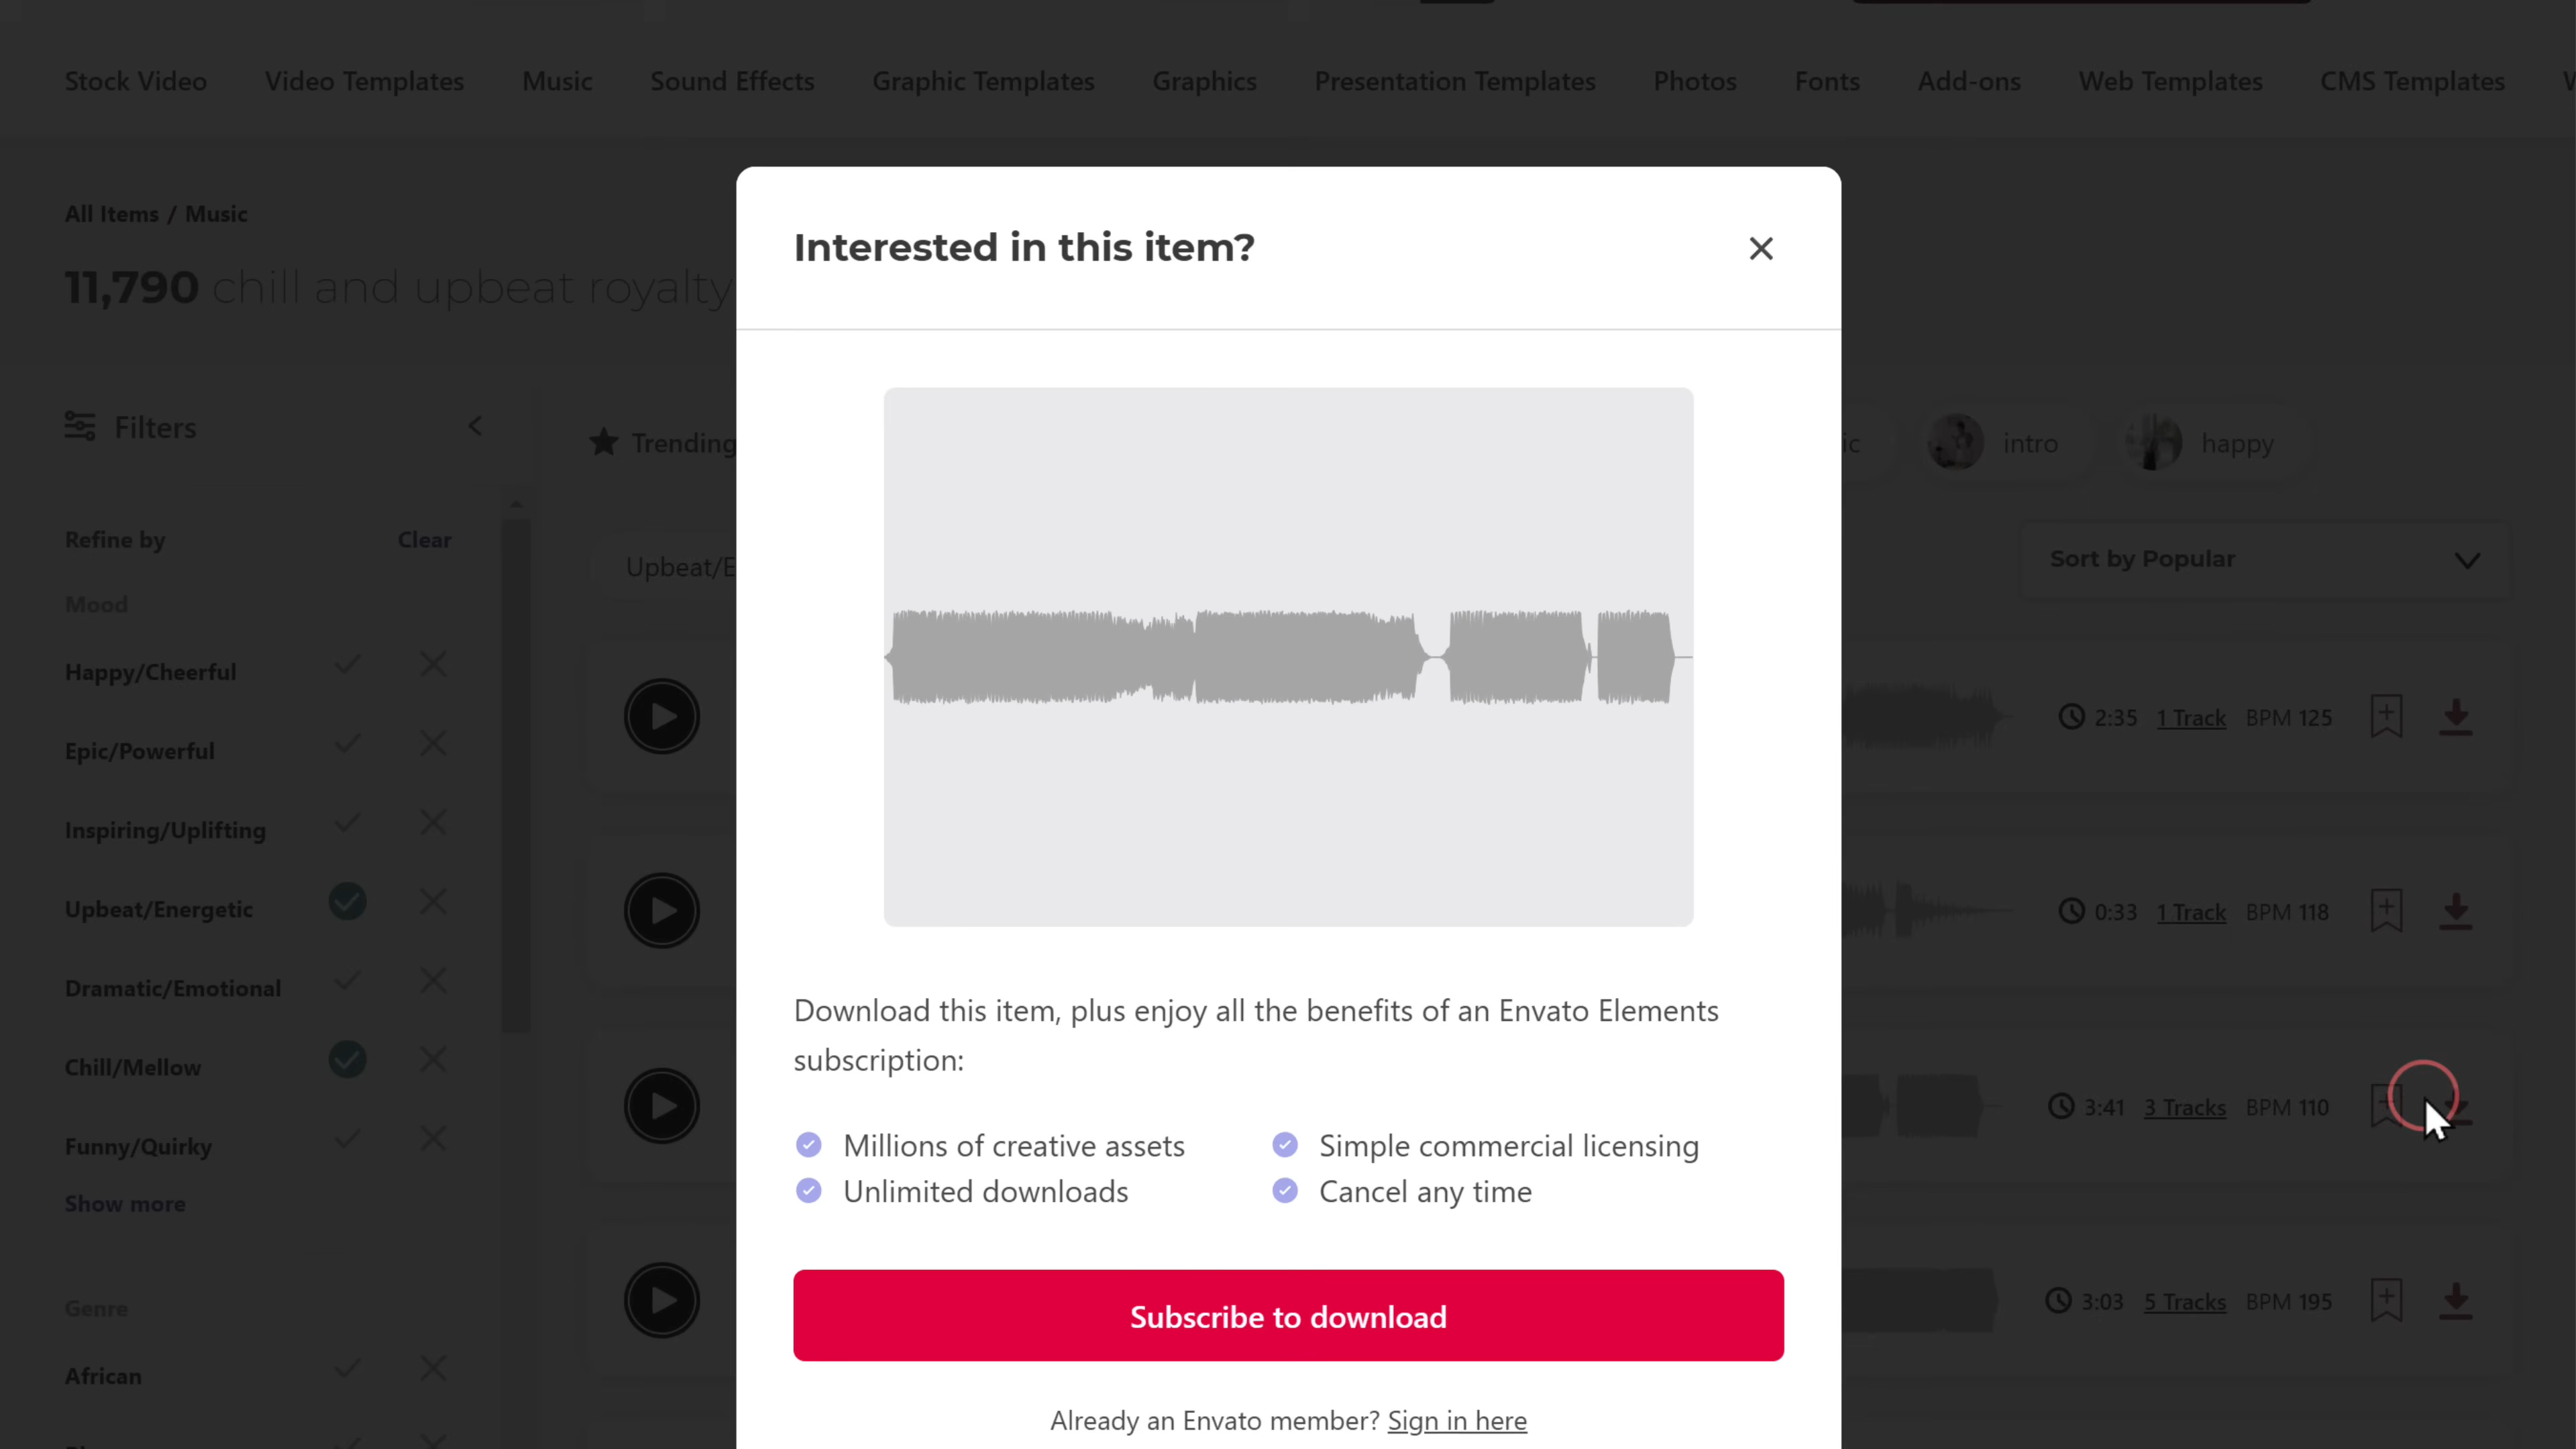 Stock Video Video Templates Music Sound Effects Graphic Templates Graphics Presentation Templates Photos Fonts Add-ons Web Templates CMS Templates
All Items / Music
11,790 chill and upbeat royalty
Filters
Refine by Clear
Mood
Happy/Cheerful
Epic/Powerful
Inspiring/Uplifting
Upbeat/Energetic
Dramatic/Emotional
Chill/Mellow
Funny/Quirky
Show more
Genre
African
Trending
Upbeat/E
Interested in this item?
Download this item, plus enjoy all the benefits of an Envato Elements
subscription:
Millions of creative assets Simple commercial licensing
Unlimited downloads Cancel any time
Subscribe to download
Already an Envato member? Sign in here
ic intro happy
Sort by Popular
2:35 1 Track BPM 125
0:33 1 Track BPM 118
3:41 3 Tracks BPM 110
3:03 5 Tracks BPM 195